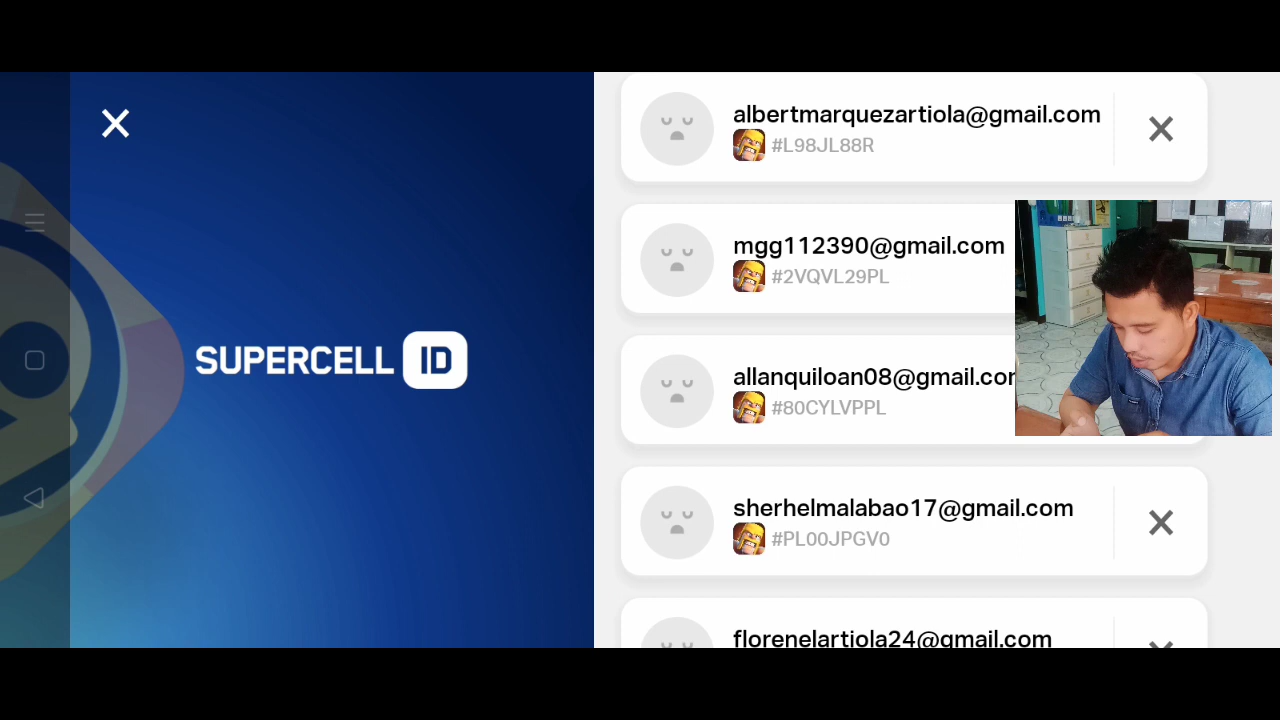 SUPERCELL ID
albertmarquezartiola@gmail.com
#L98JL88R
mgg112390@gmail.com
#2VQVL29PL
allanquiloan08@gmail.com
#80CYLVPPL
sherhelmalabao17@gmail.com
#PL00JPGV0
florenelartiola24@gmail.com